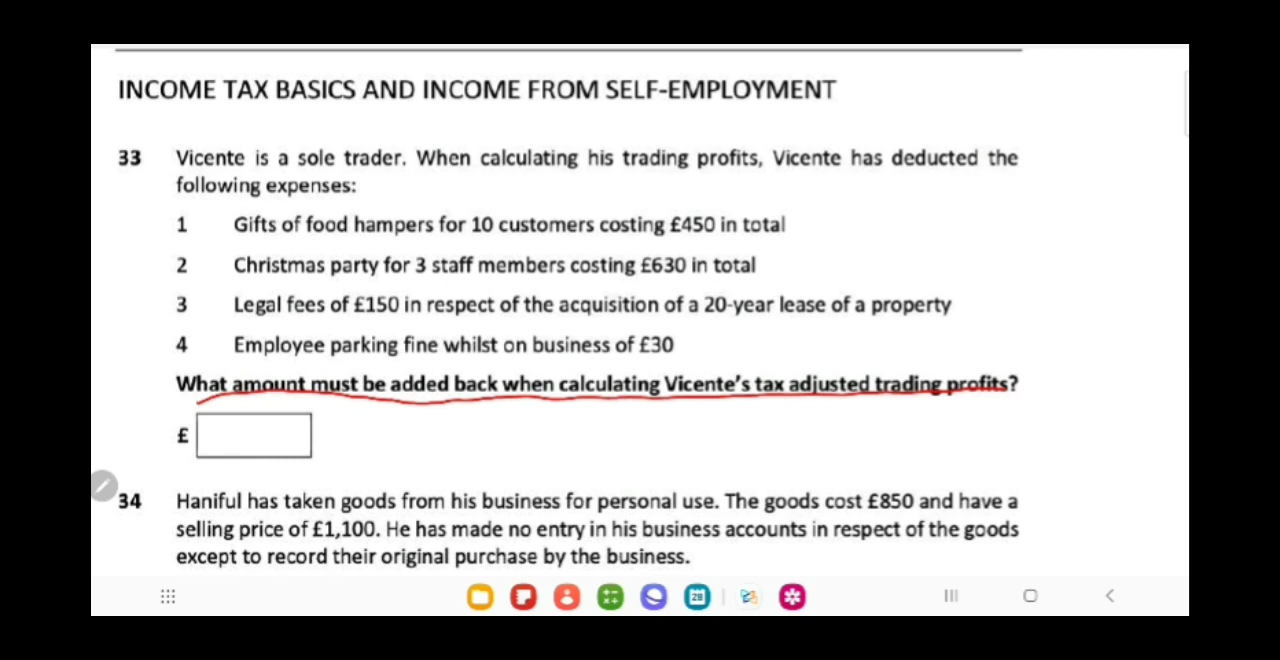 INCOME TAX BASICS AND INCOME FROM SELF-EMPLOYMENT
33 Vicente is a sole trader. When calculating his trading profits, Vicente has deducted the
following expenses:
1 Gifts of food hampers for 10 customers costing £450 in total
2 Christmas party for 3 staff members costing £630 in total
3 Legal fees of £150 in respect of the acquisition of a 20-year lease of a property
4 Employee parking fine whilst on business of £30
What amount must be added back when calculating Vicente's tax adjusted trading profits?
£
34 Haniful has taken goods from his business for personal use. The goods cost £850 and have a
selling price of £1,100. He has made no entry in his business accounts in respect of the goods
except to record their original purchase by the business.